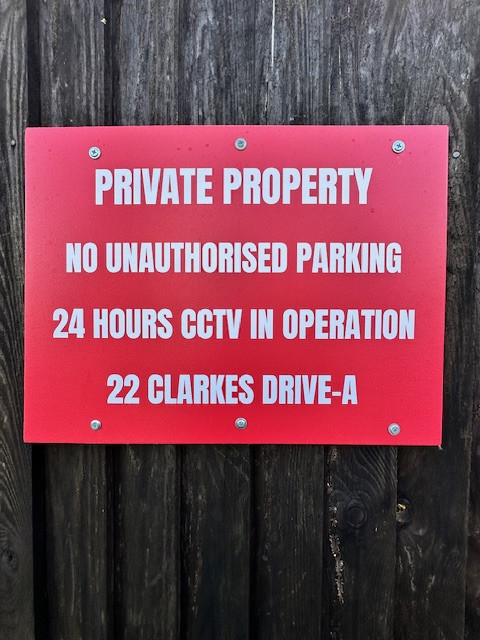 PRIVATE PROPERTY
NO UNAUTHORISED PARKING
24 HOURS CCTV IN OPERATION
22 CLARKES DRIVE-A